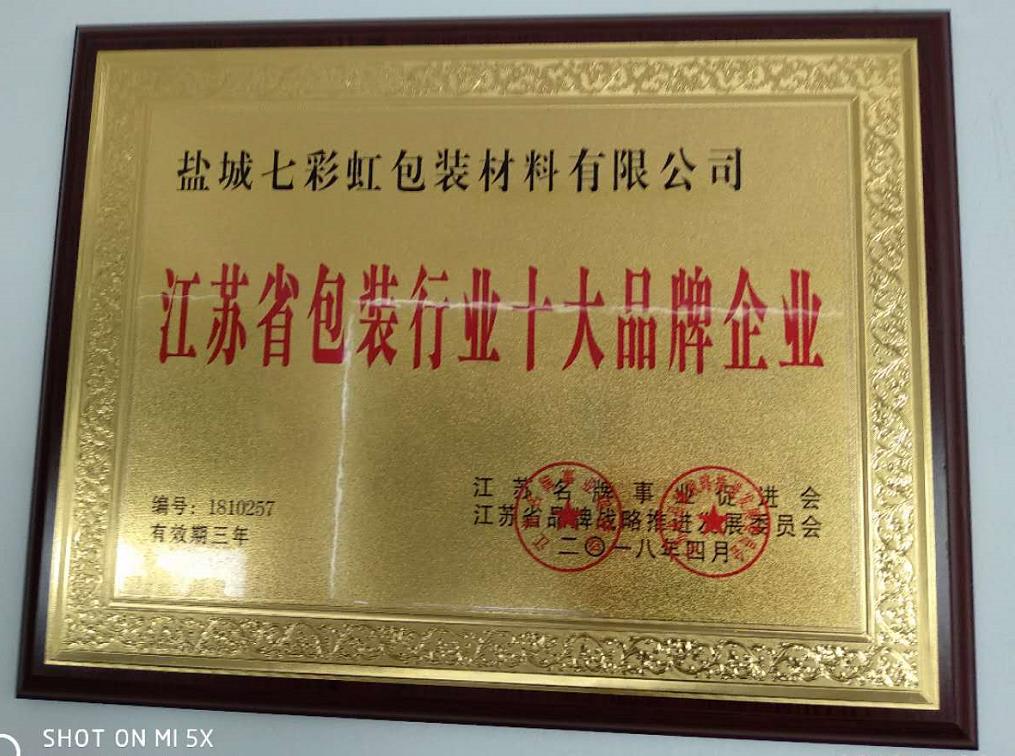 盐城七彩虹包装材料有限公司
江苏省包装行业十大品牌企业
编号：1810257
有效期三年
江苏名牌事业促进会
江苏省品牌战略推进发展委员会
二〇一八年四月
SHOT ON MI 5X